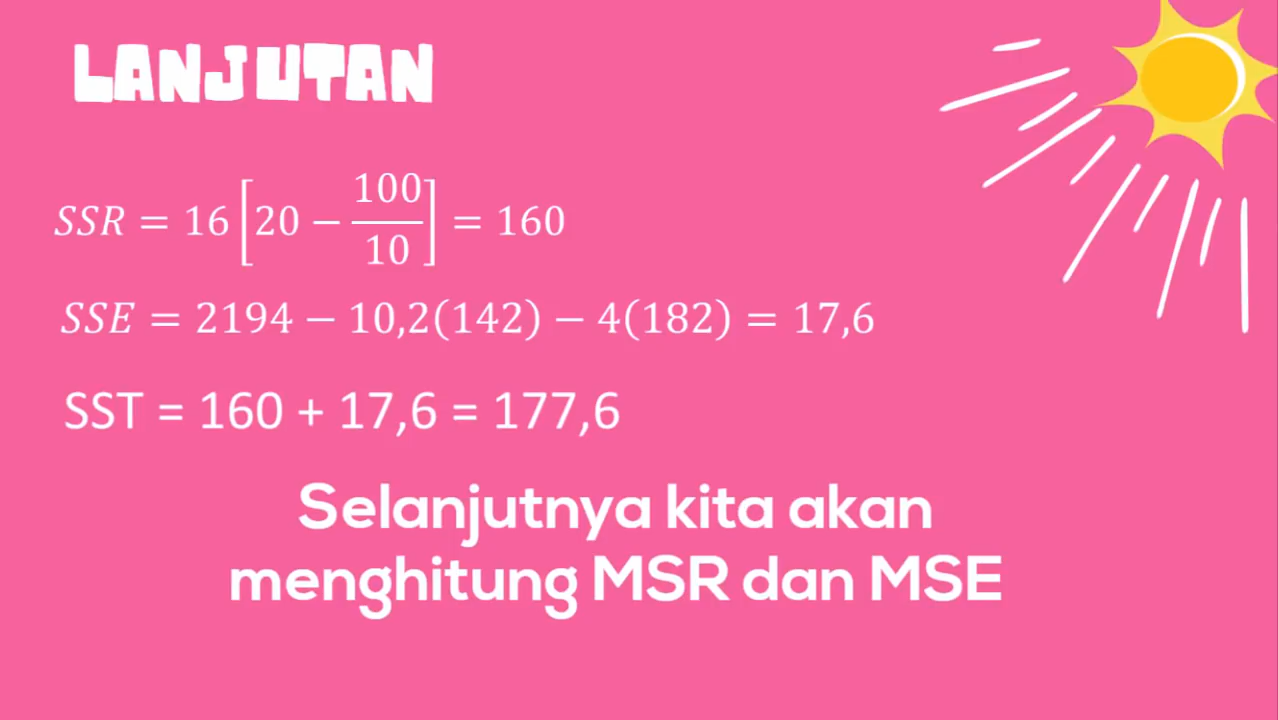 LANJUTAN
SSR = 16 [20 − 100/10] = 160
SSE = 2194 − 10,2(142) − 4(182) = 17,6
SST = 160 + 17,6 = 177,6
Selanjutnya kita akan
menghitung MSR dan MSE